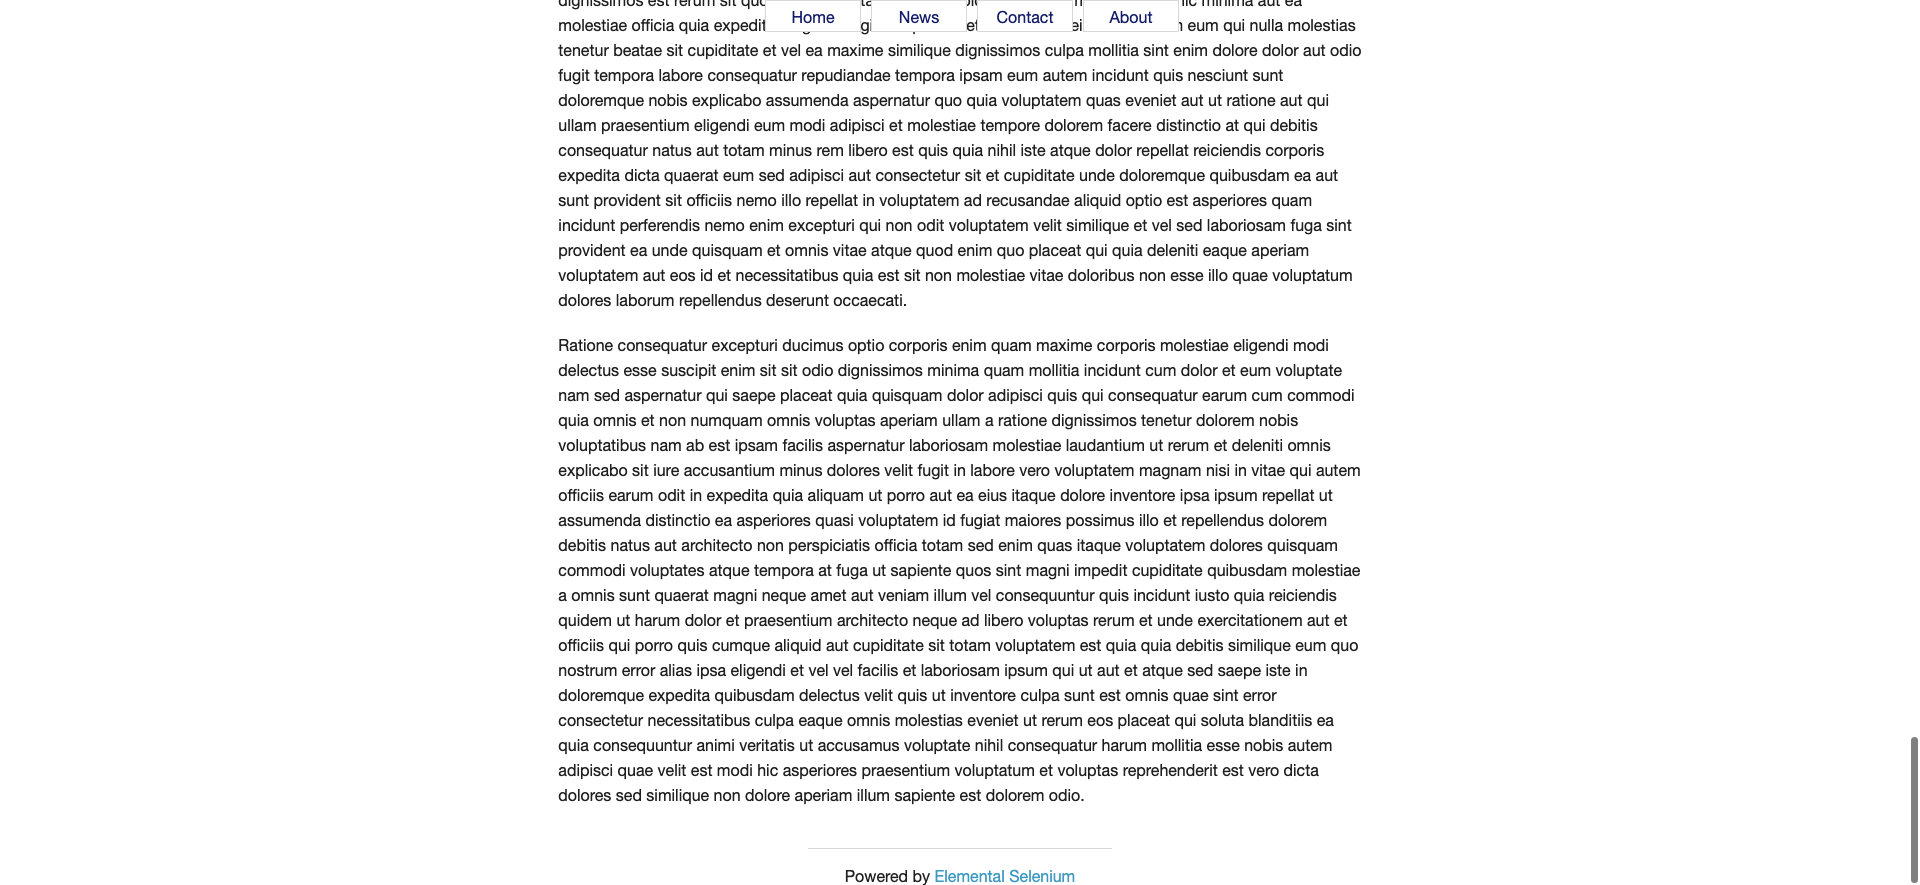 Home News Contact About
molestiae officia quia expedit eum qui nulla molestias
tenetur beatae sit cupiditate et vel ea maxime similique dignissimos culpa mollitia sint enim dolore dolor aut odio
fugit tempora labore consequatur repudiandae tempora ipsam eum autem incidunt quis nesciunt sunt
doloremque nobis explicabo assumenda aspernatur quo quia voluptatem quas eveniet aut ut ratione aut qui
ullam praesentium eligendi eum modi adipisci et molestiae tempore dolorem facere distinctio at qui debitis
consequatur natus aut totam minus rem libero est quis quia nihil iste atque dolor repellat reiciendis corporis
expedita dicta quaerat eum sed adipisci aut consectetur sit et cupiditate unde doloremque quibusdam ea aut
sunt provident sit officiis nemo illo repellat in voluptatem ad recusandae aliquid optio est asperiores quam
incidunt perferendis nemo enim excepturi qui non odit voluptatem velit similique et vel sed laboriosam fuga sint
provident ea unde quisquam et omnis vitae atque quod enim quo placeat qui quia deleniti eaque aperiam
voluptatem aut eos id et necessitatibus quia est sit non molestiae vitae doloribus non esse illo quae voluptatum
dolores laborum repellendus deserunt occaecati.
Ratione consequatur excepturi ducimus optio corporis enim quam maxime corporis molestiae eligendi modi
delectus esse suscipit enim sit sit odio dignissimos minima quam mollitia incidunt cum dolor et eum voluptate
nam sed aspernatur qui saepe placeat quia quisquam dolor adipisci quis qui consequatur earum cum commodi
quia omnis et non numquam omnis voluptas aperiam ullam a ratione dignissimos tenetur dolorem nobis
voluptatibus nam ab est ipsam facilis aspernatur laboriosam molestiae laudantium ut rerum et deleniti omnis
explicabo sit iure accusantium minus dolores velit fugit in labore vero voluptatem magnam nisi in vitae qui autem
officiis earum odit in expedita quia aliquam ut porro aut ea eius itaque dolore inventore ipsa ipsum repellat ut
assumenda distinctio ea asperiores quasi voluptatem id fugiat maiores possimus illo et repellendus dolorem
debitis natus aut architecto non perspiciatis officia totam sed enim quas itaque voluptatem dolores quisquam
commodi voluptates atque tempora at fuga ut sapiente quos sint magni impedit cupiditate quibusdam molestiae
a omnis sunt quaerat magni neque amet aut veniam illum vel consequuntur quis incidunt iusto quia reiciendis
quidem ut harum dolor et praesentium architecto neque ad libero voluptas rerum et unde exercitationem aut et
officiis qui porro quis cumque aliquid aut cupiditate sit totam voluptatem est quia quia debitis similique eum quo
nostrum error alias ipsa eligendi et vel vel facilis et laboriosam ipsum qui ut aut et atque sed saepe iste in
doloremque expedita quibusdam delectus velit quis ut inventore culpa sunt est omnis quae sint error
consectetur necessitatibus culpa eaque omnis molestias eveniet ut rerum eos placeat qui soluta blanditiis ea
quia consequuntur animi veritatis ut accusamus voluptate nihil consequatur harum mollitia esse nobis autem
adipisci quae velit est modi hic asperiores praesentium voluptatum et voluptas reprehenderit est vero dicta
dolores sed similique non dolore aperiam illum sapiente est dolorem odio.
Powered by Elemental Selenium